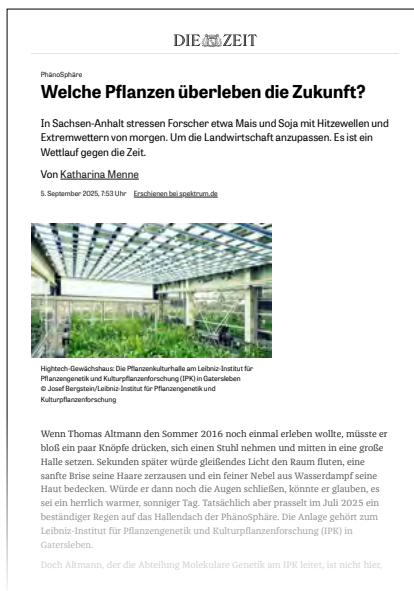 DIE ZEIT
PhänoSphäre
Welche Pflanzen überleben die Zukunft?
In Sachsen-Anhalt stressen Forscher etwa Mais und Soja mit Hitzewellen und
Extremwettern von morgen. Um die Landwirtschaft anzupassen. Es ist ein
Wettlauf gegen die Zeit.
Von Katharina Menne
5. September 2025, 7:53 Uhr Erschienen bei spektrum.de
Hightech-Gewächshaus: Die Pflanzenkulturhalle am Leibniz-Institut für
Pflanzengenetik und Kulturpflanzenforschung (IPK) in Gatersleben
© Josef Bergstein/Leibniz-Institut für Pflanzengenetik und
Kulturpflanzenforschung
Wenn Thomas Altmann den Sommer 2016 noch einmal erleben wollte, müsste er
bloß ein paar Knöpfe drücken, sich einen Stuhl nehmen und mitten in eine große
Halle setzen. Sekunden später würde gleißendes Licht den Raum fluten, eine
sanfte Brise seine Haare zerzausen und ein feiner Nebel aus Wasserdampf seine
Haut bedecken. Würde er dann noch die Augen schließen, könnte er glauben, es
sei ein herrlich warmer, sonniger Tag. Tatsächlich aber prasselt im Juli 2025 ein
beständiger Regen auf das Hallendach der PhänoSphäre. Die Anlage gehört zum
Leibniz-Institut für Pflanzengenetik und Kulturpflanzenforschung (IPK) in
Gatersleben.
Doch Altmann, der die Abteilung Molekulare Genetik am IPK leitet, ist nicht hier,